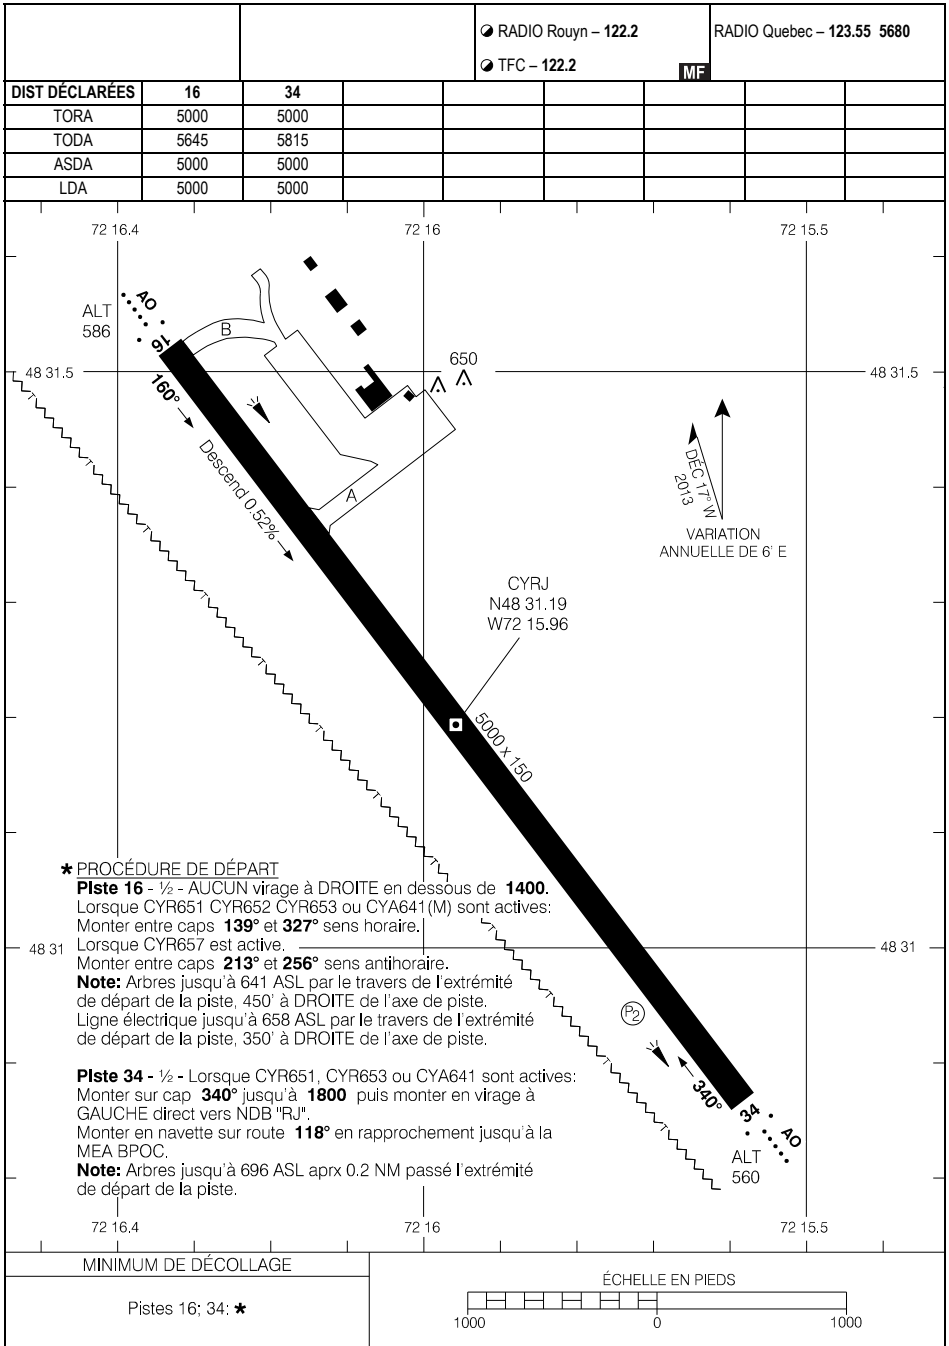 RADIO Rouyn – 122.2
TFC – 122.2
MF
RADIO Quebec – 123.55 5680
DIST DÉCLARÉES 16 34
TORA 5000 5000
TODA 5645 5815
ASDA 5000 5000
LDA 5000 5000
72 16.4 72 16 72 15.5
ALT
586
AO
16
B
650
48 31.5 48 31.5
160°
Descend 0.52%
A
DÉC 17° W
2013
VARIATION
ANNUELLE DE 6' E
CYRJ
N48 31.19
W72 15.96
5000 x 150
T
T
T
T
T
T
T
T
T
* PROCÉDURE DE DÉPART
Piste 16 - ½ - AUCUN virage à DROITE en dessous de 1400.
Lorsque CYR651 CYR652 CYR653 ou CYA641(M) sont actives:
Monter entre caps 139° et 327° sens horaire.
48 31 Lorsque CYR657 est active. 48 31
Monter entre caps 213° et 256° sens antihoraire.
Note: Arbres jusqu'à 641 ASL par le travers de l'extrémité
de départ de la piste, 450' à DROITE de l'axe de piste.
Ligne électrique jusqu'à 658 ASL par le travers de l'extrémité
de départ de la piste, 350' à DROITE de l'axe de piste.
P2
Piste 34 - ½ - Lorsque CYR651, CYR653 ou CYA641 sont actives:
Monter sur cap 340° jusqu'à 1800 puis monter en virage à
GAUCHE direct vers NDB "RJ".
Monter en navette sur route 118° en rapprochement jusqu'à la
MEA BPOC.
Note: Arbres jusqu'à 696 ASL aprx 0.2 NM passé l'extrémité
de départ de la piste.
340°
34
AO
ALT
560
72 16.4 72 16 72 15.5
MINIMUM DE DÉCOLLAGE
Pistes 16; 34: *
ÉCHELLE EN PIEDS
1000 0 1000